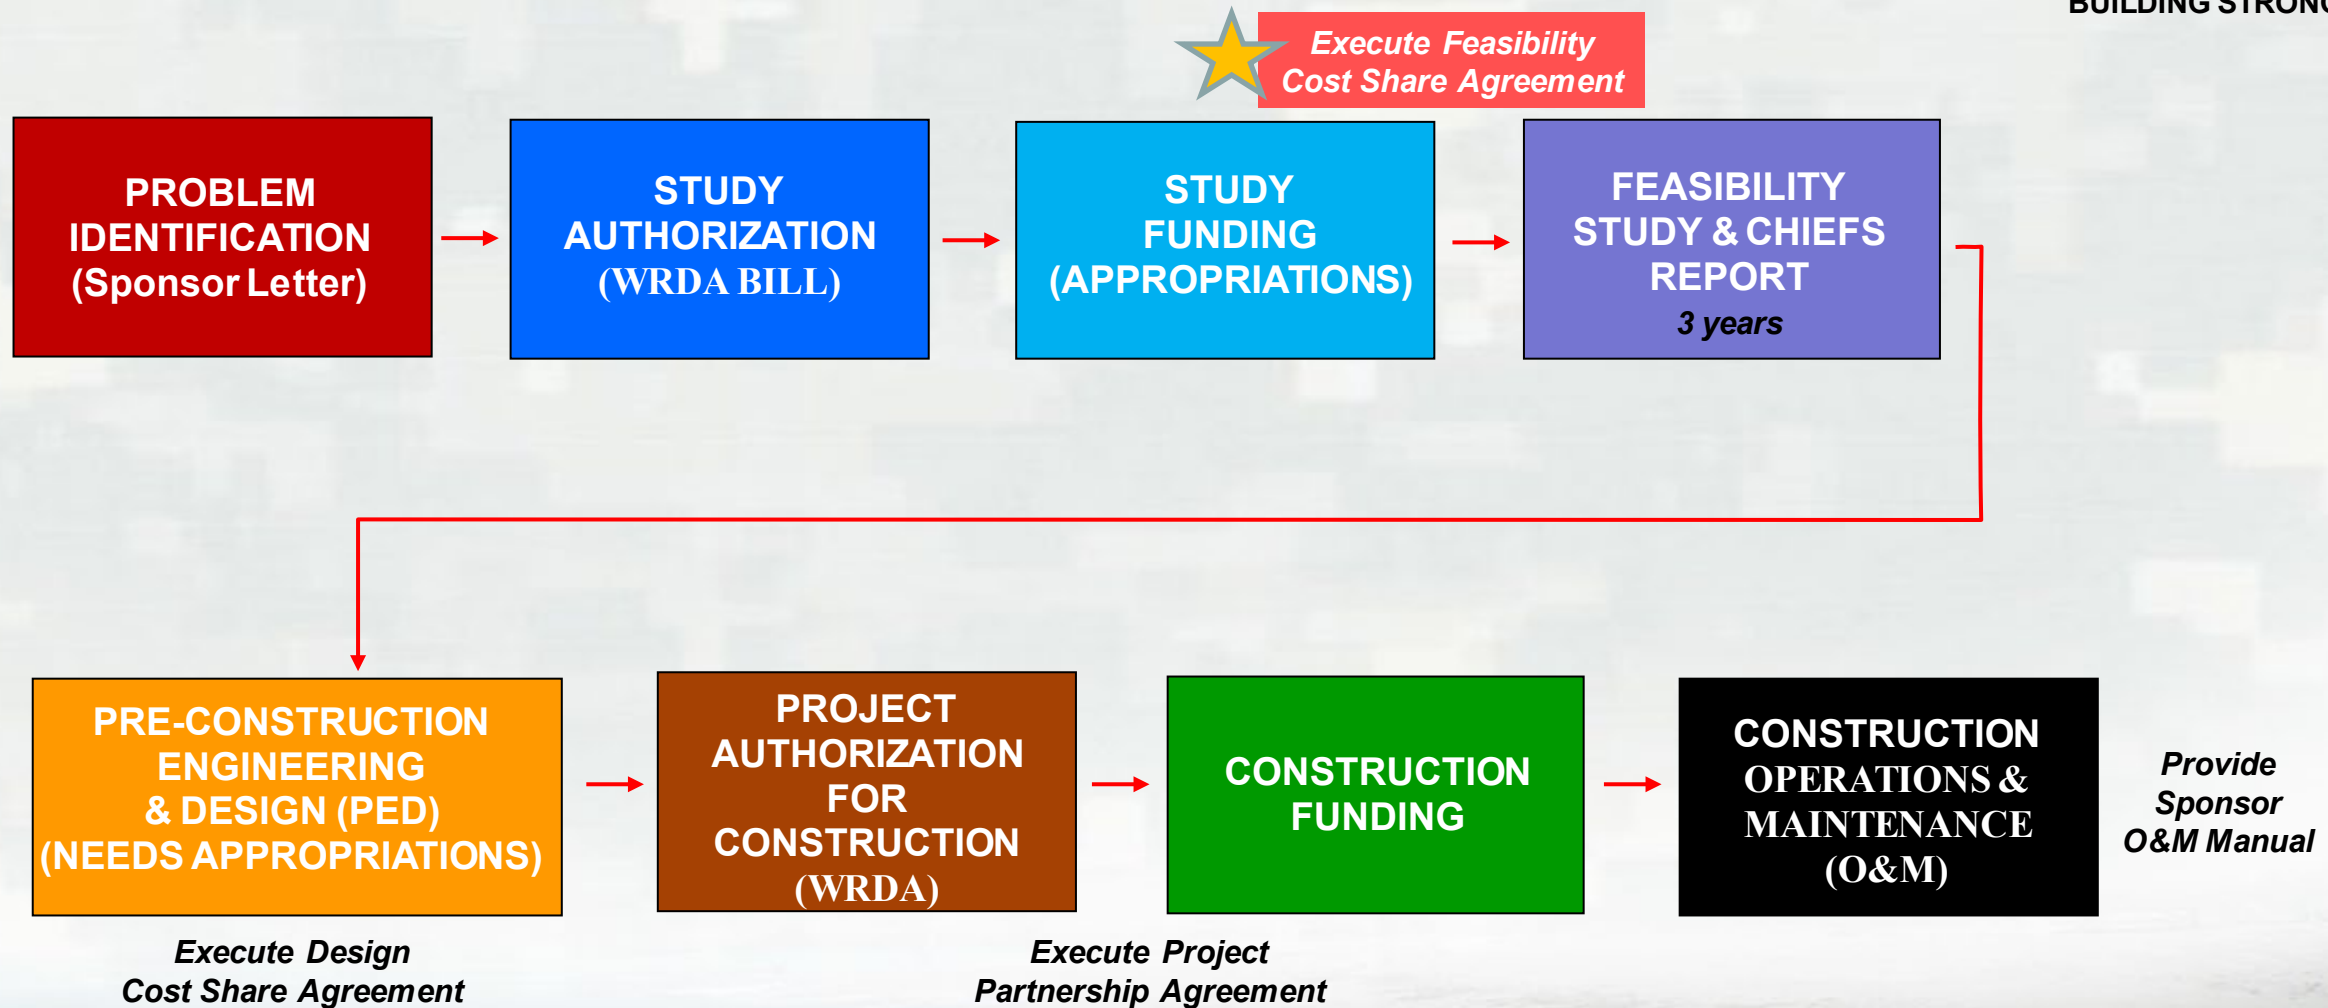 BUILDING STRONG
Execute Feasibility
Cost Share Agreement
PROBLEM
IDENTIFICATION
(Sponsor Letter)
STUDY
AUTHORIZATION
(WRDA BILL)
STUDY
FUNDING
(APPROPRIATIONS)
FEASIBILITY
STUDY & CHIEFS
REPORT
3 years
PRE-CONSTRUCTION
ENGINEERING
& DESIGN (PED)
(NEEDS APPROPRIATIONS)
PROJECT
AUTHORIZATION
FOR
CONSTRUCTION
(WRDA)
CONSTRUCTION
FUNDING
CONSTRUCTION
OPERATIONS &
MAINTENANCE
(O&M)
Provide
Sponsor
O&M Manual
Execute Design
Cost Share Agreement
Execute Project
Partnership Agreement